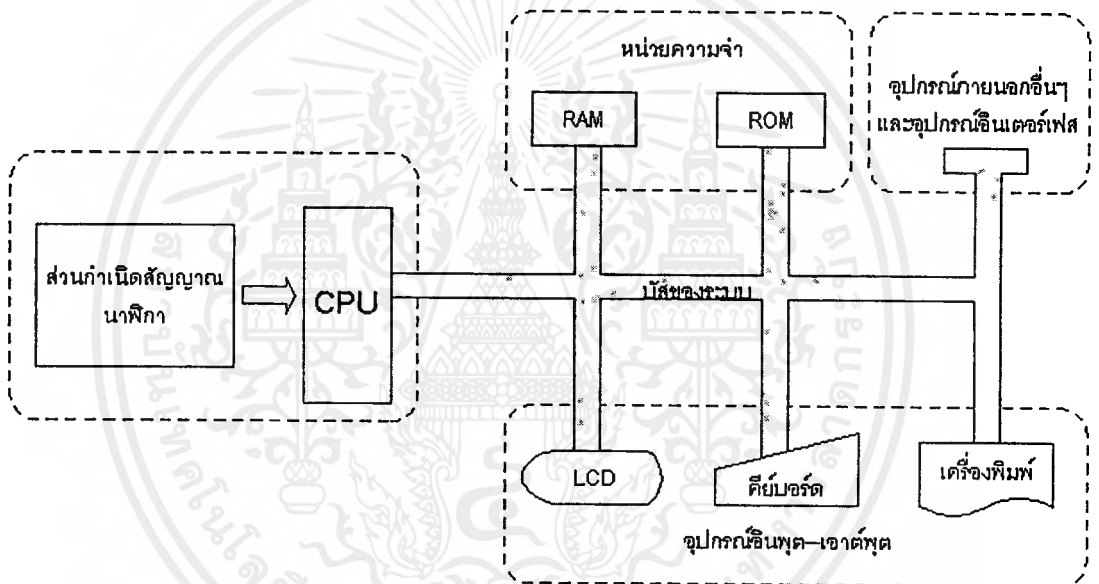 หน่วยความจำ
RAM
ROM
อุปกรณ์ภายนอกอื่นๆ
และอุปกรณ์อินเตอร์เฟส
ส่วนกำเนิดสัญญาณ
นาฬิกา
CPU
บัสของระบบ
LCD
คีย์บอร์ด
เครื่องพิมพ์
อุปกรณ์อินพุต–เอาต์พุต